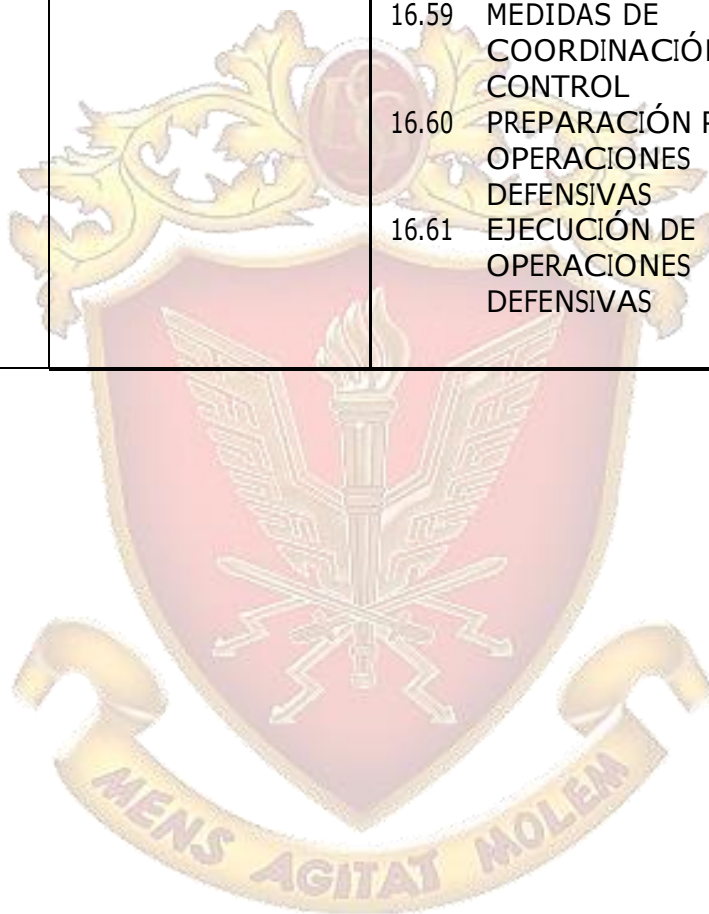 16.59 MEDIDAS DE
COORDINACIÓN
CONTROL
16.60 PREPARACIÓN P
OPERACIONES
DEFENSIVAS
16.61 EJECUCIÓN DE
OPERACIONES
DEFENSIVAS
MENS AGITAT MOLEM